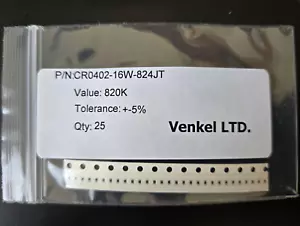 P/N:CR0402-16W-824JT
Value: 820K
Tolerance: +-5%
Qty: 25
Venkel LTD.